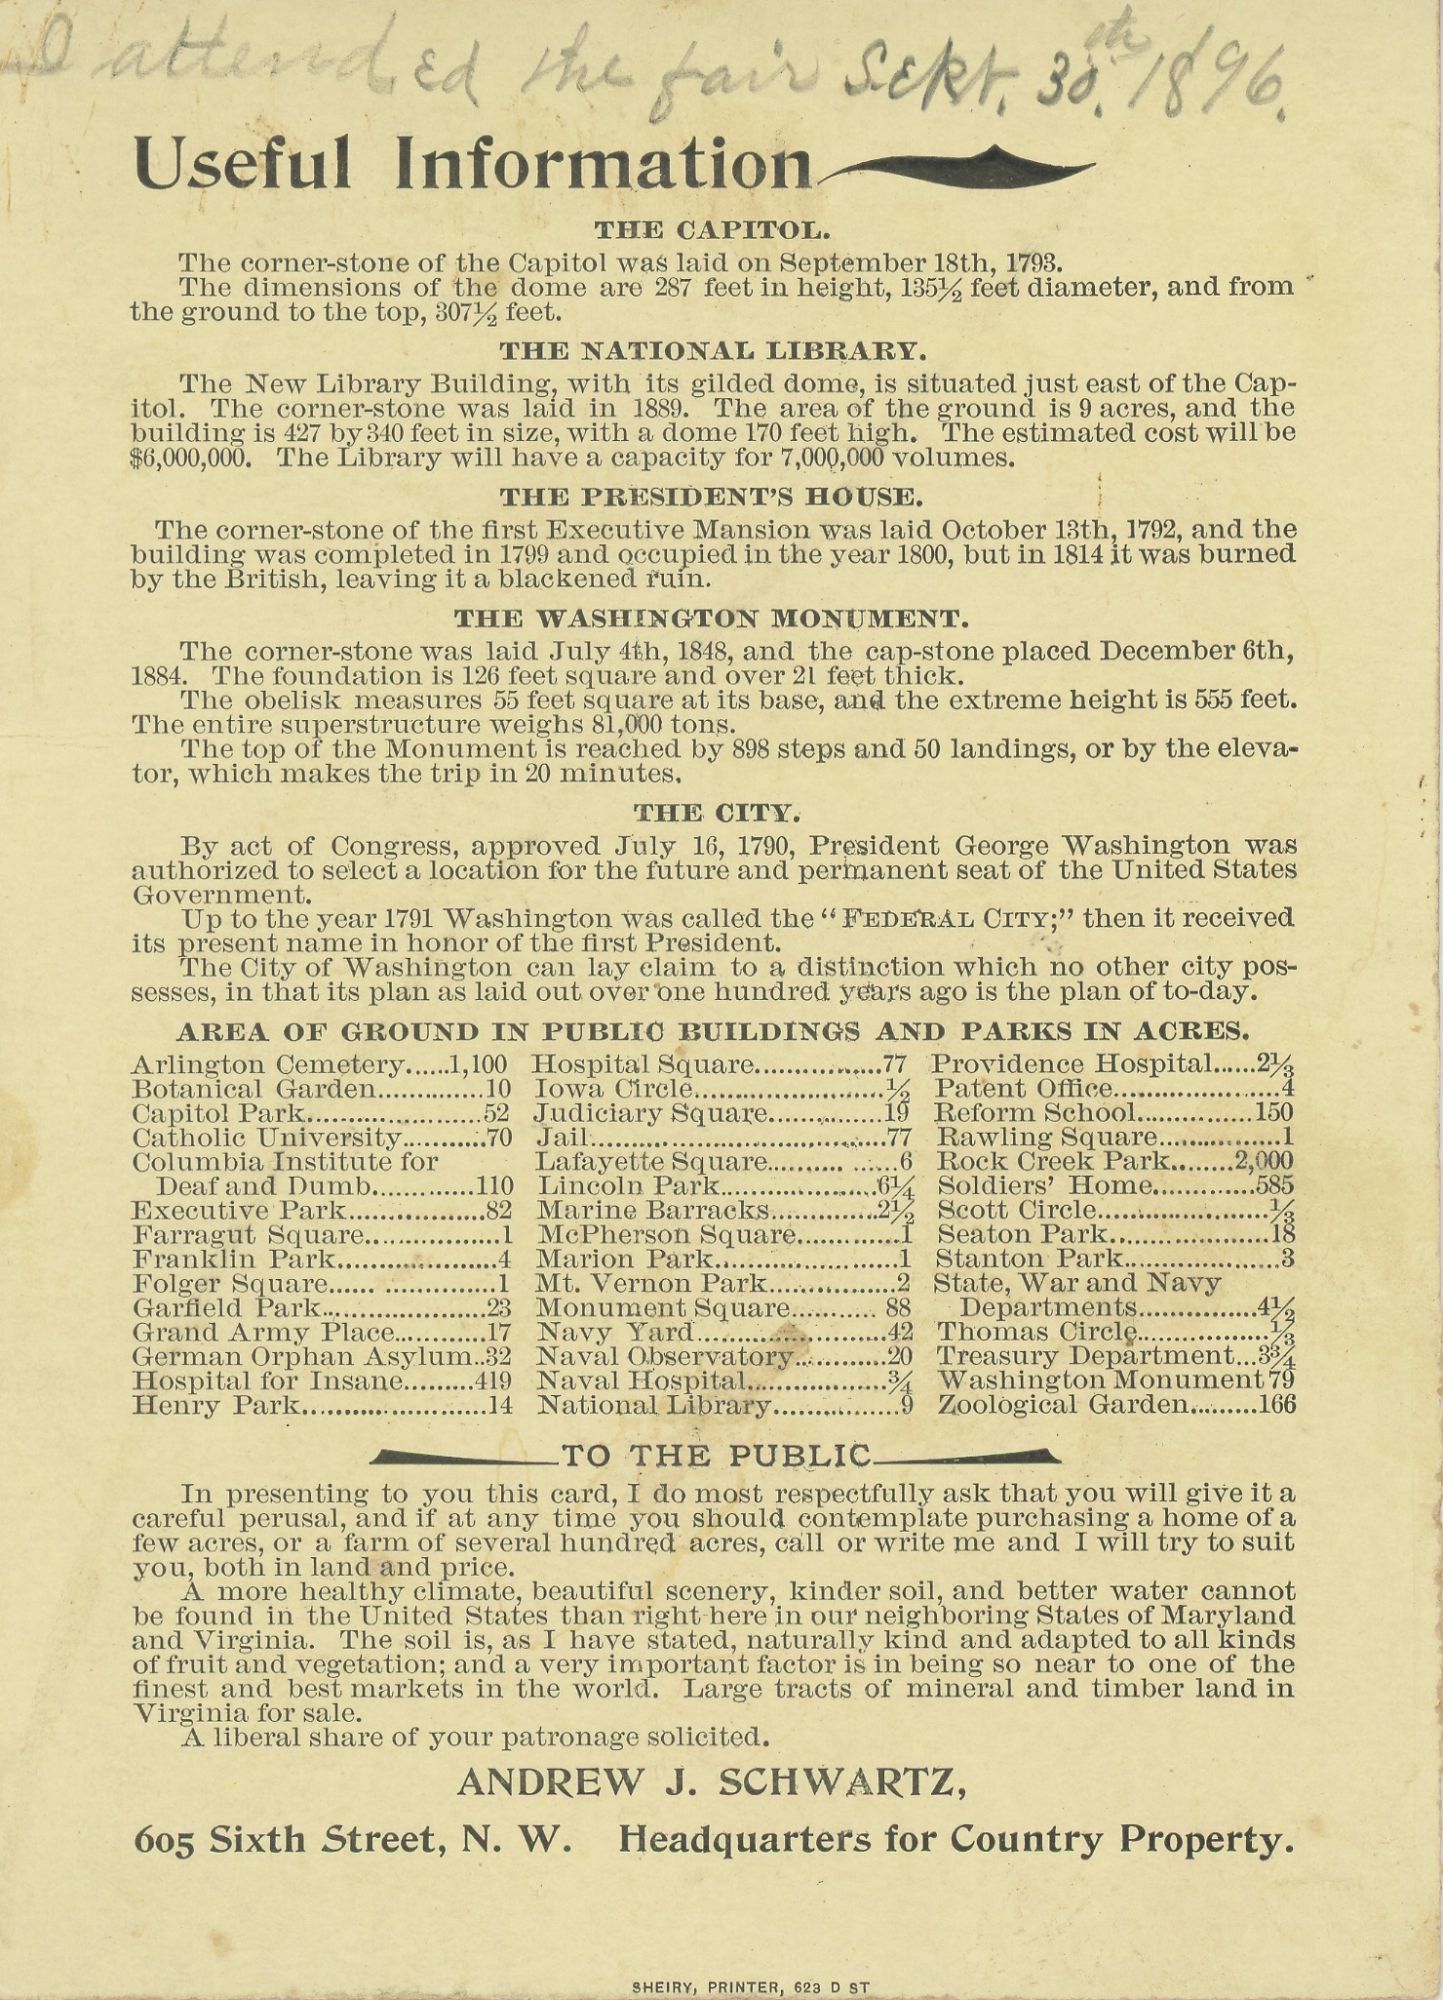 I attended the fair Sept. 30th. 1896.
Useful Information
THE CAPITOL.
The corner-stone of the Capitol was laid on September 18th, 1793.
The dimensions of the dome are 287 feet in height, 135½ feet diameter, and from
the ground to the top, 307½ feet.
THE NATIONAL LIBRARY.
The New Library Building, with its gilded dome, is situated just east of the Cap-
itol. The corner-stone was laid in 1889. The area of the ground is 9 acres, and the
building is 427 by 340 feet in size, with a dome 170 feet high. The estimated cost will be
$6,000,000. The Library will have a capacity for 7,000,000 volumes.
THE PRESIDENT'S HOUSE.
The corner-stone of the first Executive Mansion was laid October 13th, 1792, and the
building was completed in 1799 and occupied in the year 1800, but in 1814 it was burned
by the British, leaving it a blackened ruin.
THE WASHINGTON MONUMENT.
The corner-stone was laid July 4th, 1848, and the cap-stone placed December 6th,
1884. The foundation is 126 feet square and over 21 feet thick.
The obelisk measures 55 feet square at its base, and the extreme height is 555 feet.
The entire superstructure weighs 81,000 tons.
The top of the Monument is reached by 898 steps and 50 landings, or by the eleva-
tor, which makes the trip in 20 minutes.
THE CITY.
By act of Congress, approved July 16, 1790, President George Washington was
authorized to select a location for the future and permanent seat of the United States
Government.
Up to the year 1791 Washington was called the "FEDERAL CITY;" then it received
its present name in honor of the first President.
The City of Washington can lay claim to a distinction which no other city pos-
sesses, in that its plan as laid out over one hundred years ago is the plan of to-day.
AREA OF GROUND IN PUBLIC BUILDINGS AND PARKS IN ACRES.
Arlington Cemetery......1,100
Botanical Garden..............10
Capitol Park.......................52
Catholic University...........70
Columbia Institute for
Deaf and Dumb.............110
Executive Park..................82
Farragut Square..................1
Franklin Park.....................4
Folger Square...... ..............1
Garfield Park.....................23
Grand Army Place............17
German Orphan Asylum..32
Hospital for Insane.........419
Henry Park........................14
Hospital Square................77
Iowa Circle.........................½
Judiciary Square...............19
Jail.......................................77
Lafayette Square.......... ......6
Lincoln Park....................6¼
Marine Barracks..............2½
McPherson Square.............1
Marion Park........................1
Mt. Vernon Park.................2
Monument Square........... 88
Navy Yard.........................42
Naval Observatory............20
Naval Hospital..................¾
National Library.................9
Providence Hospital......2⅓
Patent Office......................4
Reform School...............150
Rawling Square................1
Rock Creek Park........2,000
Soldiers' Home.............585
Scott Circle......................⅓
Seaton Park.....................18
Stanton Park....................3
State, War and Navy
Departments...............4½
Thomas Circle.................⅓
Treasury Department...3¾
Washington Monument 79
Zoological Garden.........166
TO THE PUBLIC
In presenting to you this card, I do most respectfully ask that you will give it a
careful perusal, and if at any time you should contemplate purchasing a home of a
few acres, or a farm of several hundred acres, call or write me and I will try to suit
you, both in land and price.
A more healthy climate, beautiful scenery, kinder soil, and better water cannot
be found in the United States than right here in our neighboring States of Maryland
and Virginia. The soil is, as I have stated, naturally kind and adapted to all kinds
of fruit and vegetation; and a very important factor is in being so near to one of the
finest and best markets in the world. Large tracts of mineral and timber land in
Virginia for sale.
A liberal share of your patronage solicited.
ANDREW J. SCHWARTZ,
605 Sixth Street, N. W. Headquarters for Country Property.
SHEIRY, PRINTER, 623 D ST